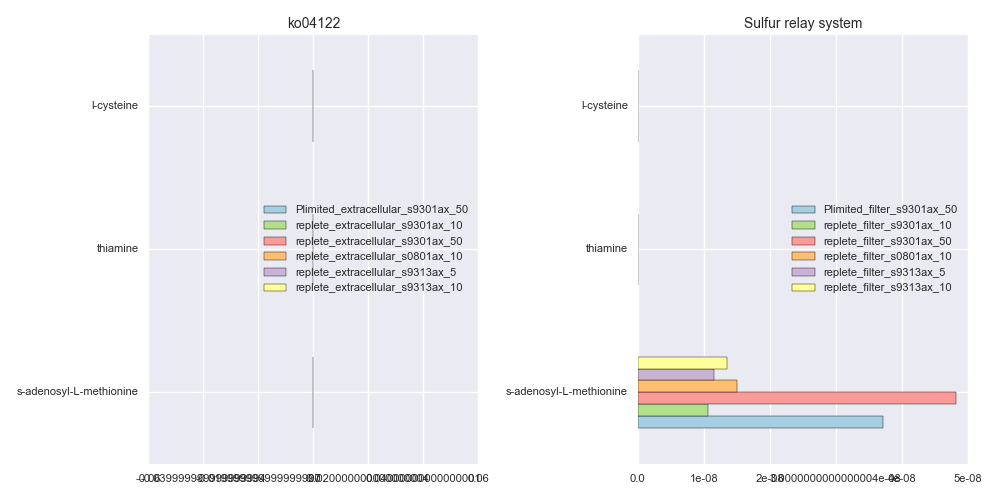 ko04122
l-cysteine
thiamine
s-adenosyl-L-methionine
Plimited_extracellular_s9301ax_50
replete_extracellular_s9301ax_10
replete_extracellular_s9301ax_50
replete_extracellular_s0801ax_10
replete_extracellular_s9313ax_5
replete_extracellular_s9313ax_10
Sulfur relay system
l-cysteine
thiamine
s-adenosyl-L-methionine
Plimited_filter_s9301ax_50
replete_filter_s9301ax_10
replete_filter_s9301ax_50
replete_filter_s0801ax_10
replete_filter_s9313ax_5
replete_filter_s9313ax_10
0.0 1e-08 5e-08